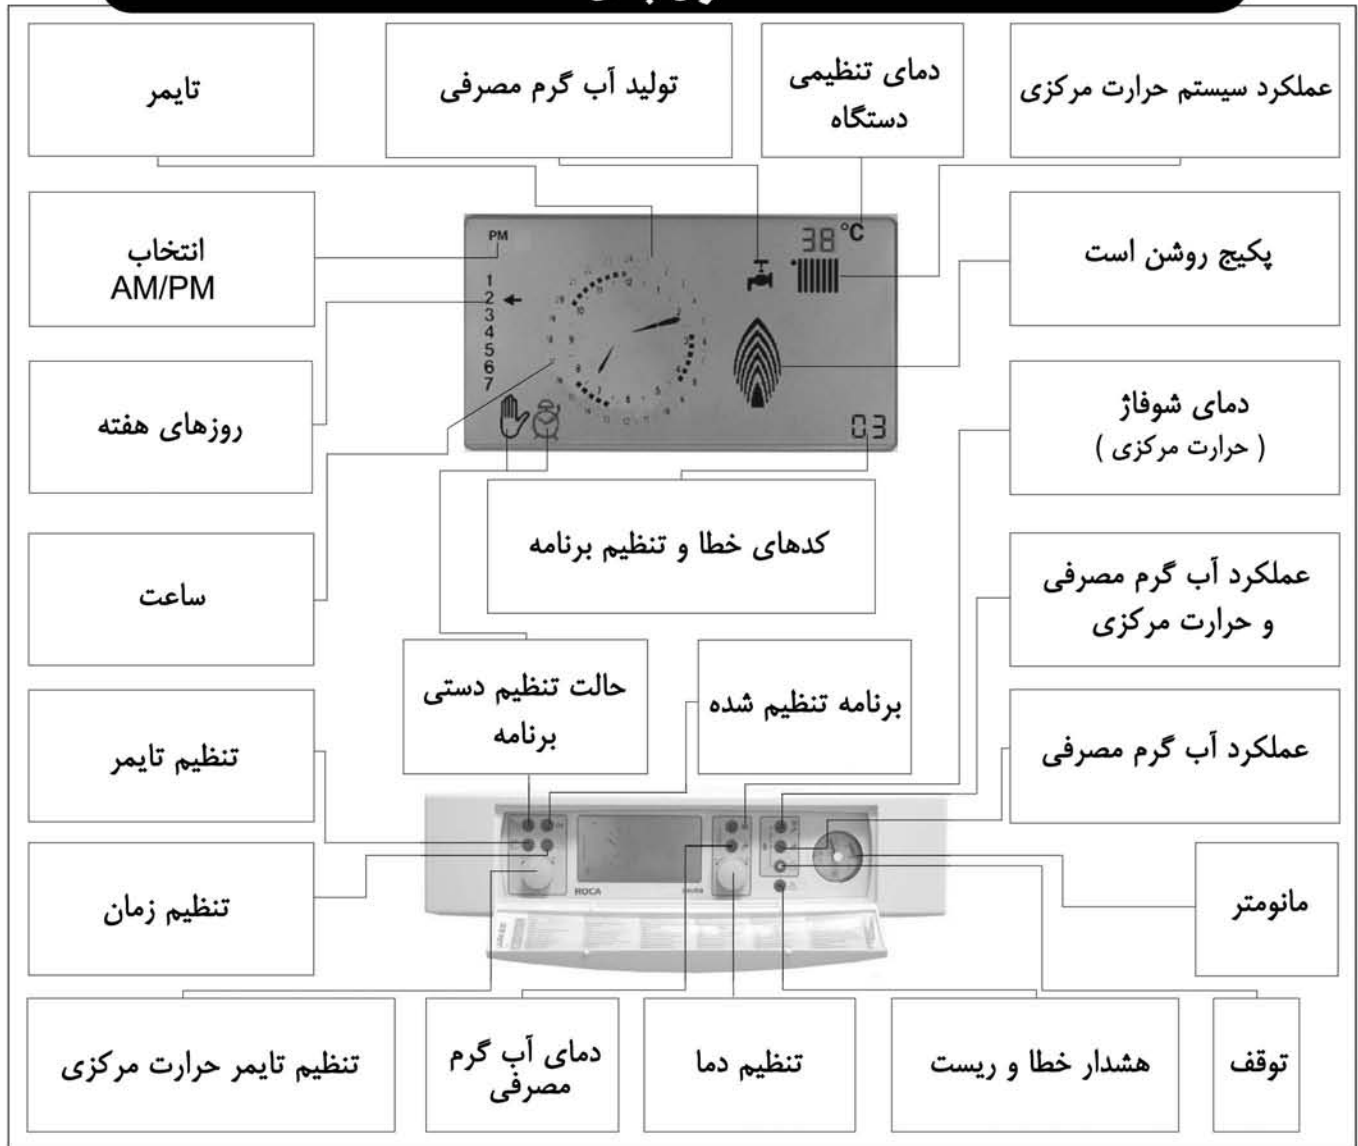 تایمر
تولید آب گرم مصرفی
دمای تنظیمی
دستگاه
عملکرد سیستم حرارت مرکزی
انتخاب
AM/PM
پکیج روشن است
PM
38 °C
1
2
3
4
5
6
7
03
روزهای هفته
دمای شوفاژ
( حرارت مرکزی )
کدهای خطا و تنظیم برنامه
ساعت
عملکرد آب گرم مصرفی
و حرارت مرکزی
حالت تنظیم دستی
برنامه
برنامه تنظیم شده
تنظیم تایمر
عملکرد آب گرم مصرفی
ROCA
تنظیم زمان
مانومتر
تنظیم تایمر حرارت مرکزی
دمای آب گرم
مصرفی
تنظیم دما
هشدار خطا و ریست
توقف